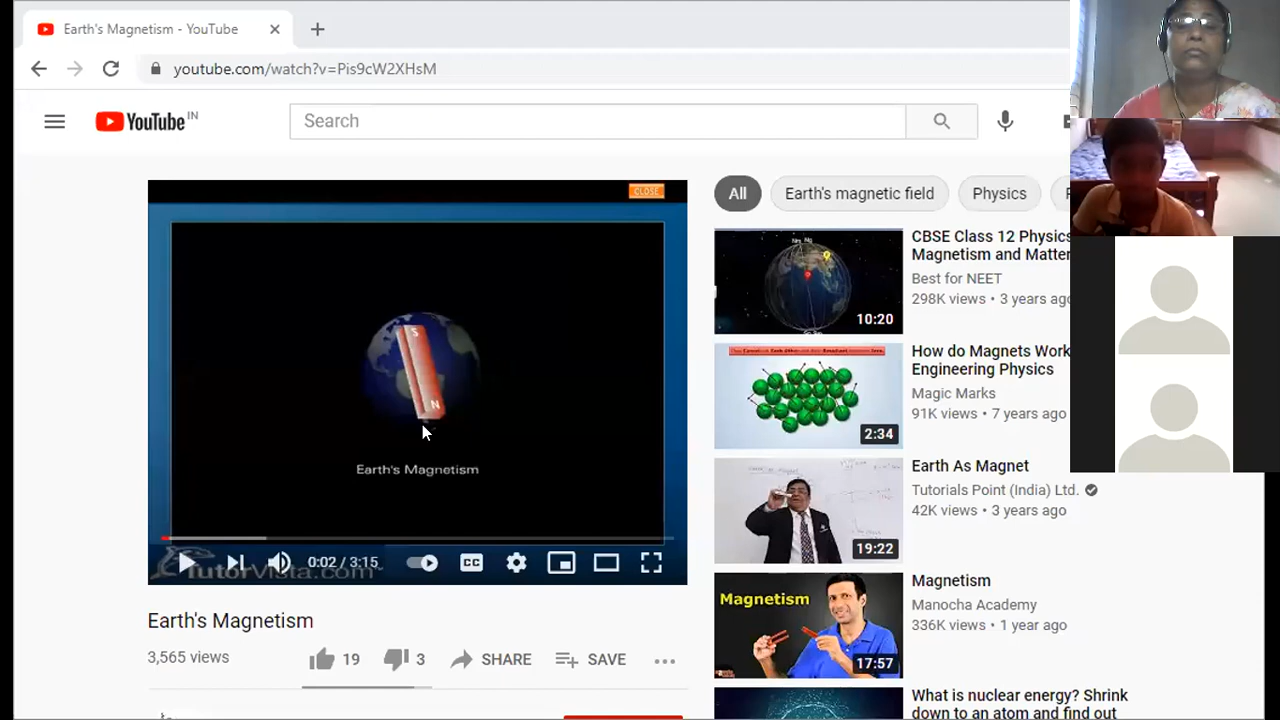 Earth's Magnetism - YouTube
youtube.com/watch?v=Pis9cW2XHsM
YouTube IN
Search
CLOSE
S
N
Earth's Magnetism
TutorVista.com
0:02 / 3:15
CC
Earth's Magnetism
3,565 views
19
3
SHARE
SAVE
All
Earth's magnetic field
Physics
10:20
CBSE Class 12 Physics
Magnetism and Matter
Best for NEET
298K views • 3 years ago
2:34
How do Magnets Work
Engineering Physics
Magic Marks
91K views • 7 years ago
19:22
Earth As Magnet
Tutorials Point (India) Ltd.
42K views • 3 years ago
Magnetism
17:57
Magnetism
Manocha Academy
336K views • 1 year ago
What is nuclear energy? Shrink
down to an atom and find out